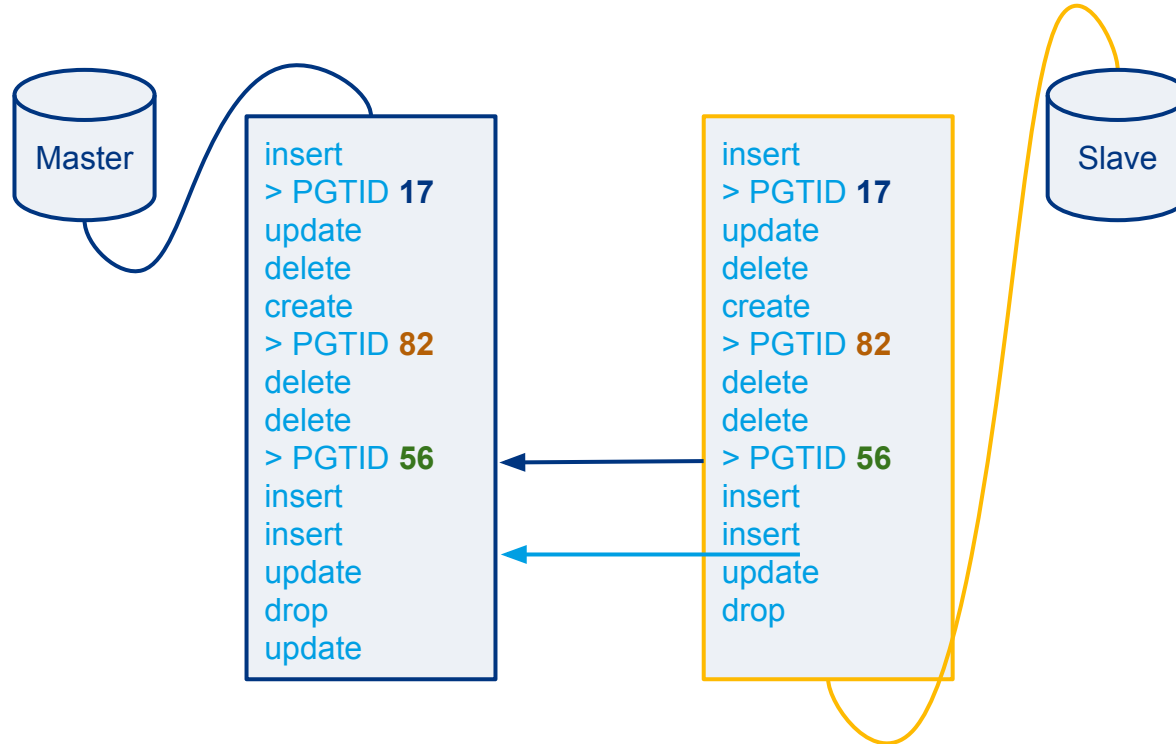 Master
insert
> PGTID 17
update
delete
create
> PGTID 82
delete
delete
> PGTID 56
insert
insert
update
drop
update
insert
> PGTID 17
update
delete
create
> PGTID 82
delete
delete
> PGTID 56
insert
insert
update
drop
Slave